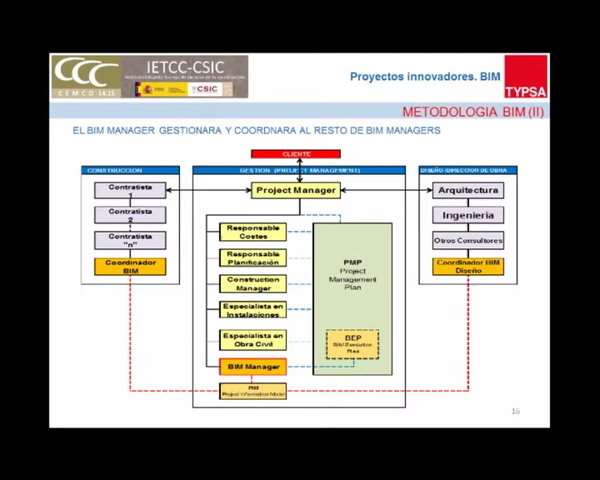 CCC
CEMCO 14.15
IETCC-CSIC
CSIC
Proyectos innovadores. BIM
TYPSA
METODOLOGIA BIM (II)
EL BIM MANAGER GESTIONARA Y COORDNARA AL RESTO DE BIM MANAGERS
CLIENTE
CONSTRUCCION
GESTION (PROJECT MANAGEMENT)
DISEÑO /DIRECCION DE OBRA
Contratista
1
Contratista
2
Contratista
"n"
Coordinador
BIM
Project Manager
Responsable
Costes
Responsable
Planificación
Construction
Manager
Especialista en
Instalaciones
Especialista en
Obra Civil
BIM Manager
PIM
Project Information Model
PMP
Project
Management
Plan
BEP
BIM Execution
Plan
Arquitectura
Ingeniería
Otros Consultores
Coordinador BIM
Diseño